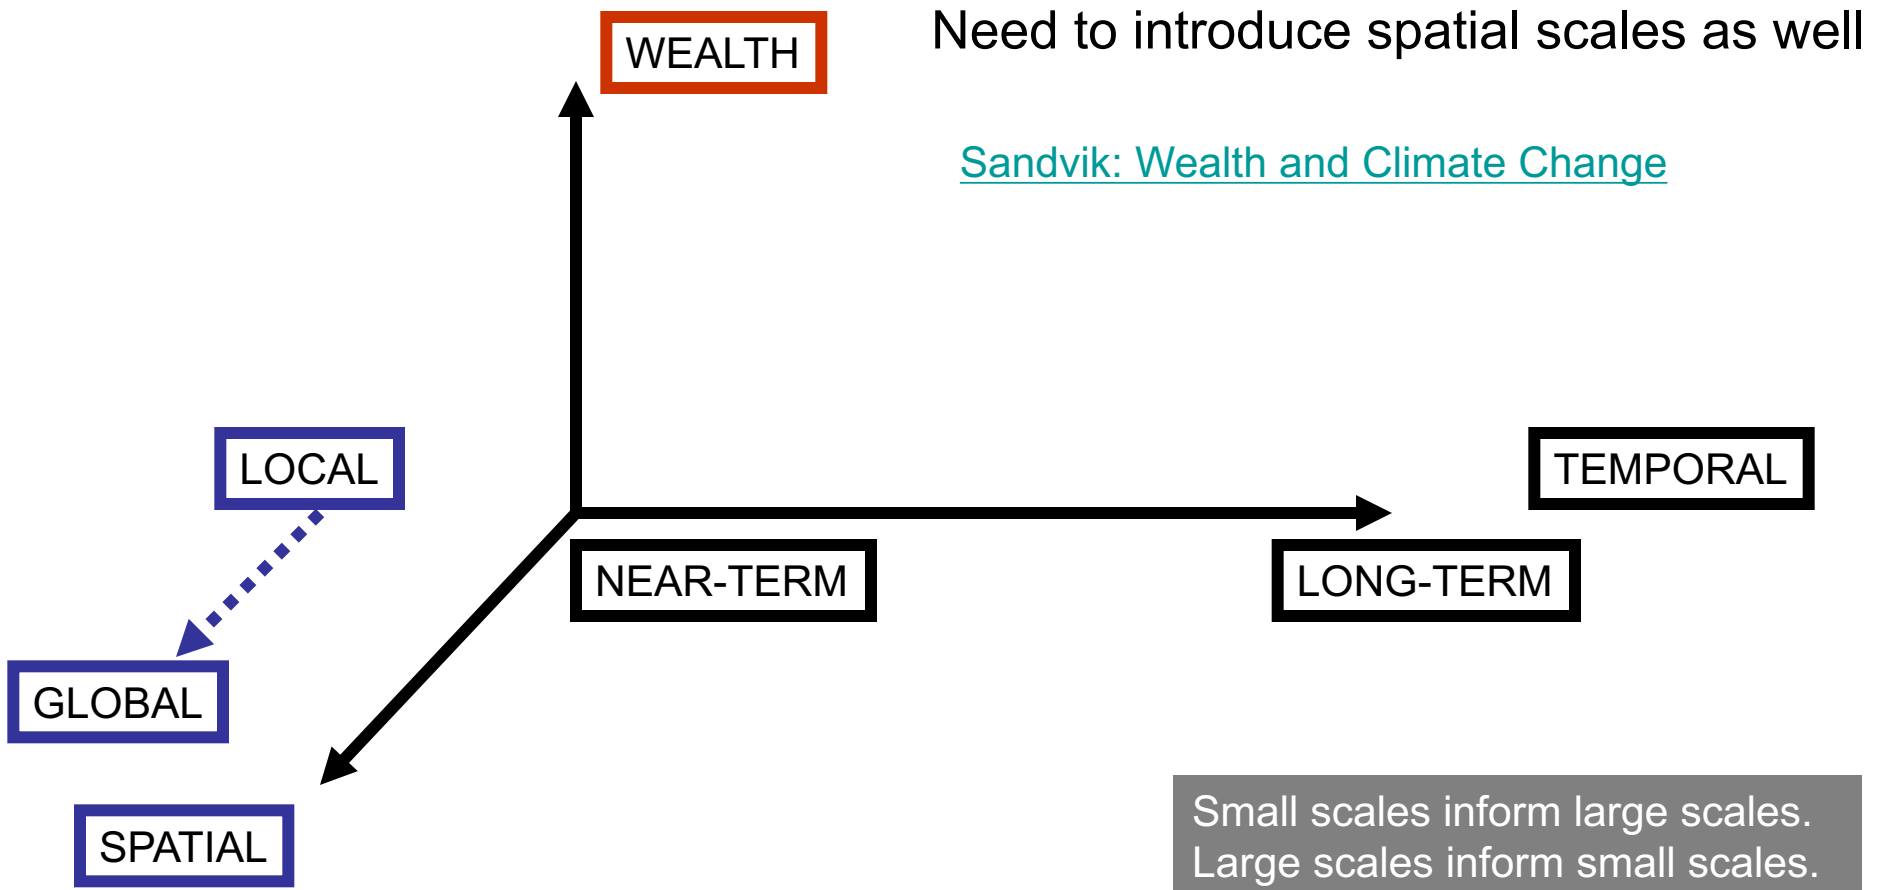 WEALTH
Need to introduce spatial scales as well
Sandvik: Wealth and Climate Change
LOCAL
TEMPORAL
NEAR-TERM
LONG-TERM
GLOBAL
SPATIAL
Small scales inform large scales.
Large scales inform small scales.